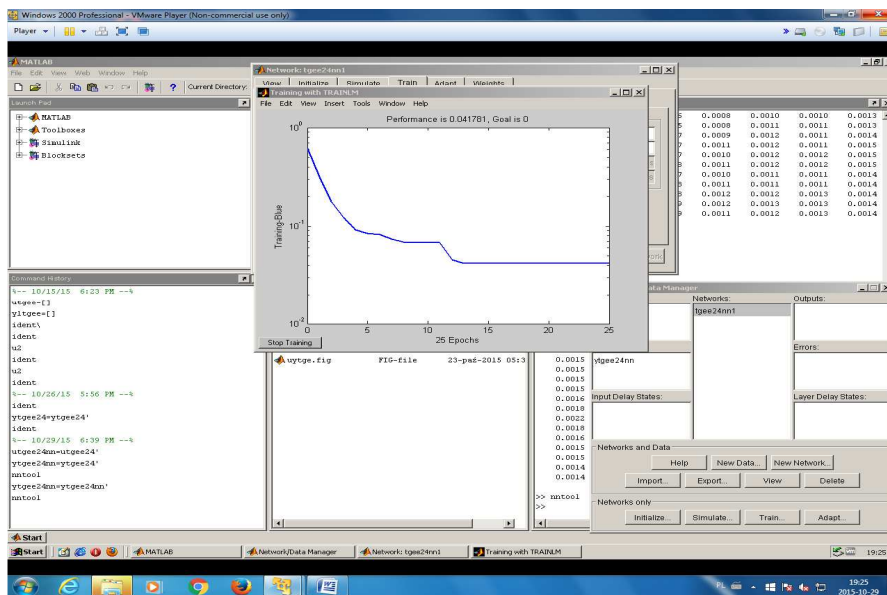 Windows 2000 Professional - VMware Player (Non-commercial use only)
Player
MATLAB
File Edit View Web Window Help
Current Directory:
Launch Pad
MATLAB
Toolboxes
Simulink
Blocksets
Command History
%-- 10/15/15 6:23 PM --%
utgee=[]
yltgee=[]
ident\
ident
u2
ident
u2
ident
%-- 10/26/15 5:56 PM --%
ident
ytgee24=ytgee24'
ident
%-- 10/29/15 6:39 PM --%
utgee24nn=utgee24'
ytgee24nn=ytgee24'
nntool
ytgee24nn=ytgee24nn'
nntool
Network: tgee24nn1
View Initialize Simulate Train Adapt Weights
Training with TRAINLM
File Edit View Insert Tools Window Help
Performance is 0.041781, Goal is 0
10^0
10^-1
10^-2
Training-Blue
0 5 10 15 20 25
25 Epochs
Stop Training
0.0008 0.0010 0.0010 0.0013
0.0008 0.0011 0.0011 0.0013
0.0009 0.0012 0.0011 0.0014
0.0011 0.0012 0.0011 0.0015
0.0010 0.0012 0.0012 0.0015
0.0010 0.0011 0.0010 0.0014
0.0011 0.0011 0.0011 0.0014
0.0012 0.0012 0.0013 0.0014
0.0012 0.0013 0.0013 0.0014
0.0011 0.0012 0.0013 0.0014
uytge.fig FIG-file 23-paź-2015 05:3
0.0015
0.0015
0.0015
0.0016
0.0018
0.0022
0.0018
0.0016
0.0015
0.0015
0.0014
0.0014
>> nntool
>>
Data Manager
Networks:
Outputs:
tgee24nn1
ytgee24nn
Errors:
Input Delay States:
Layer Delay States:
Networks and Data
Help New Data... New Network...
Import... Export... View Delete
Networks only
Initialize... Simulate... Train... Adapt...
Start
Start MATLAB Network/Data Manager Network: tgee24nn1 Training with TRAINLM 19:25
PL 19:25
2015-10-29